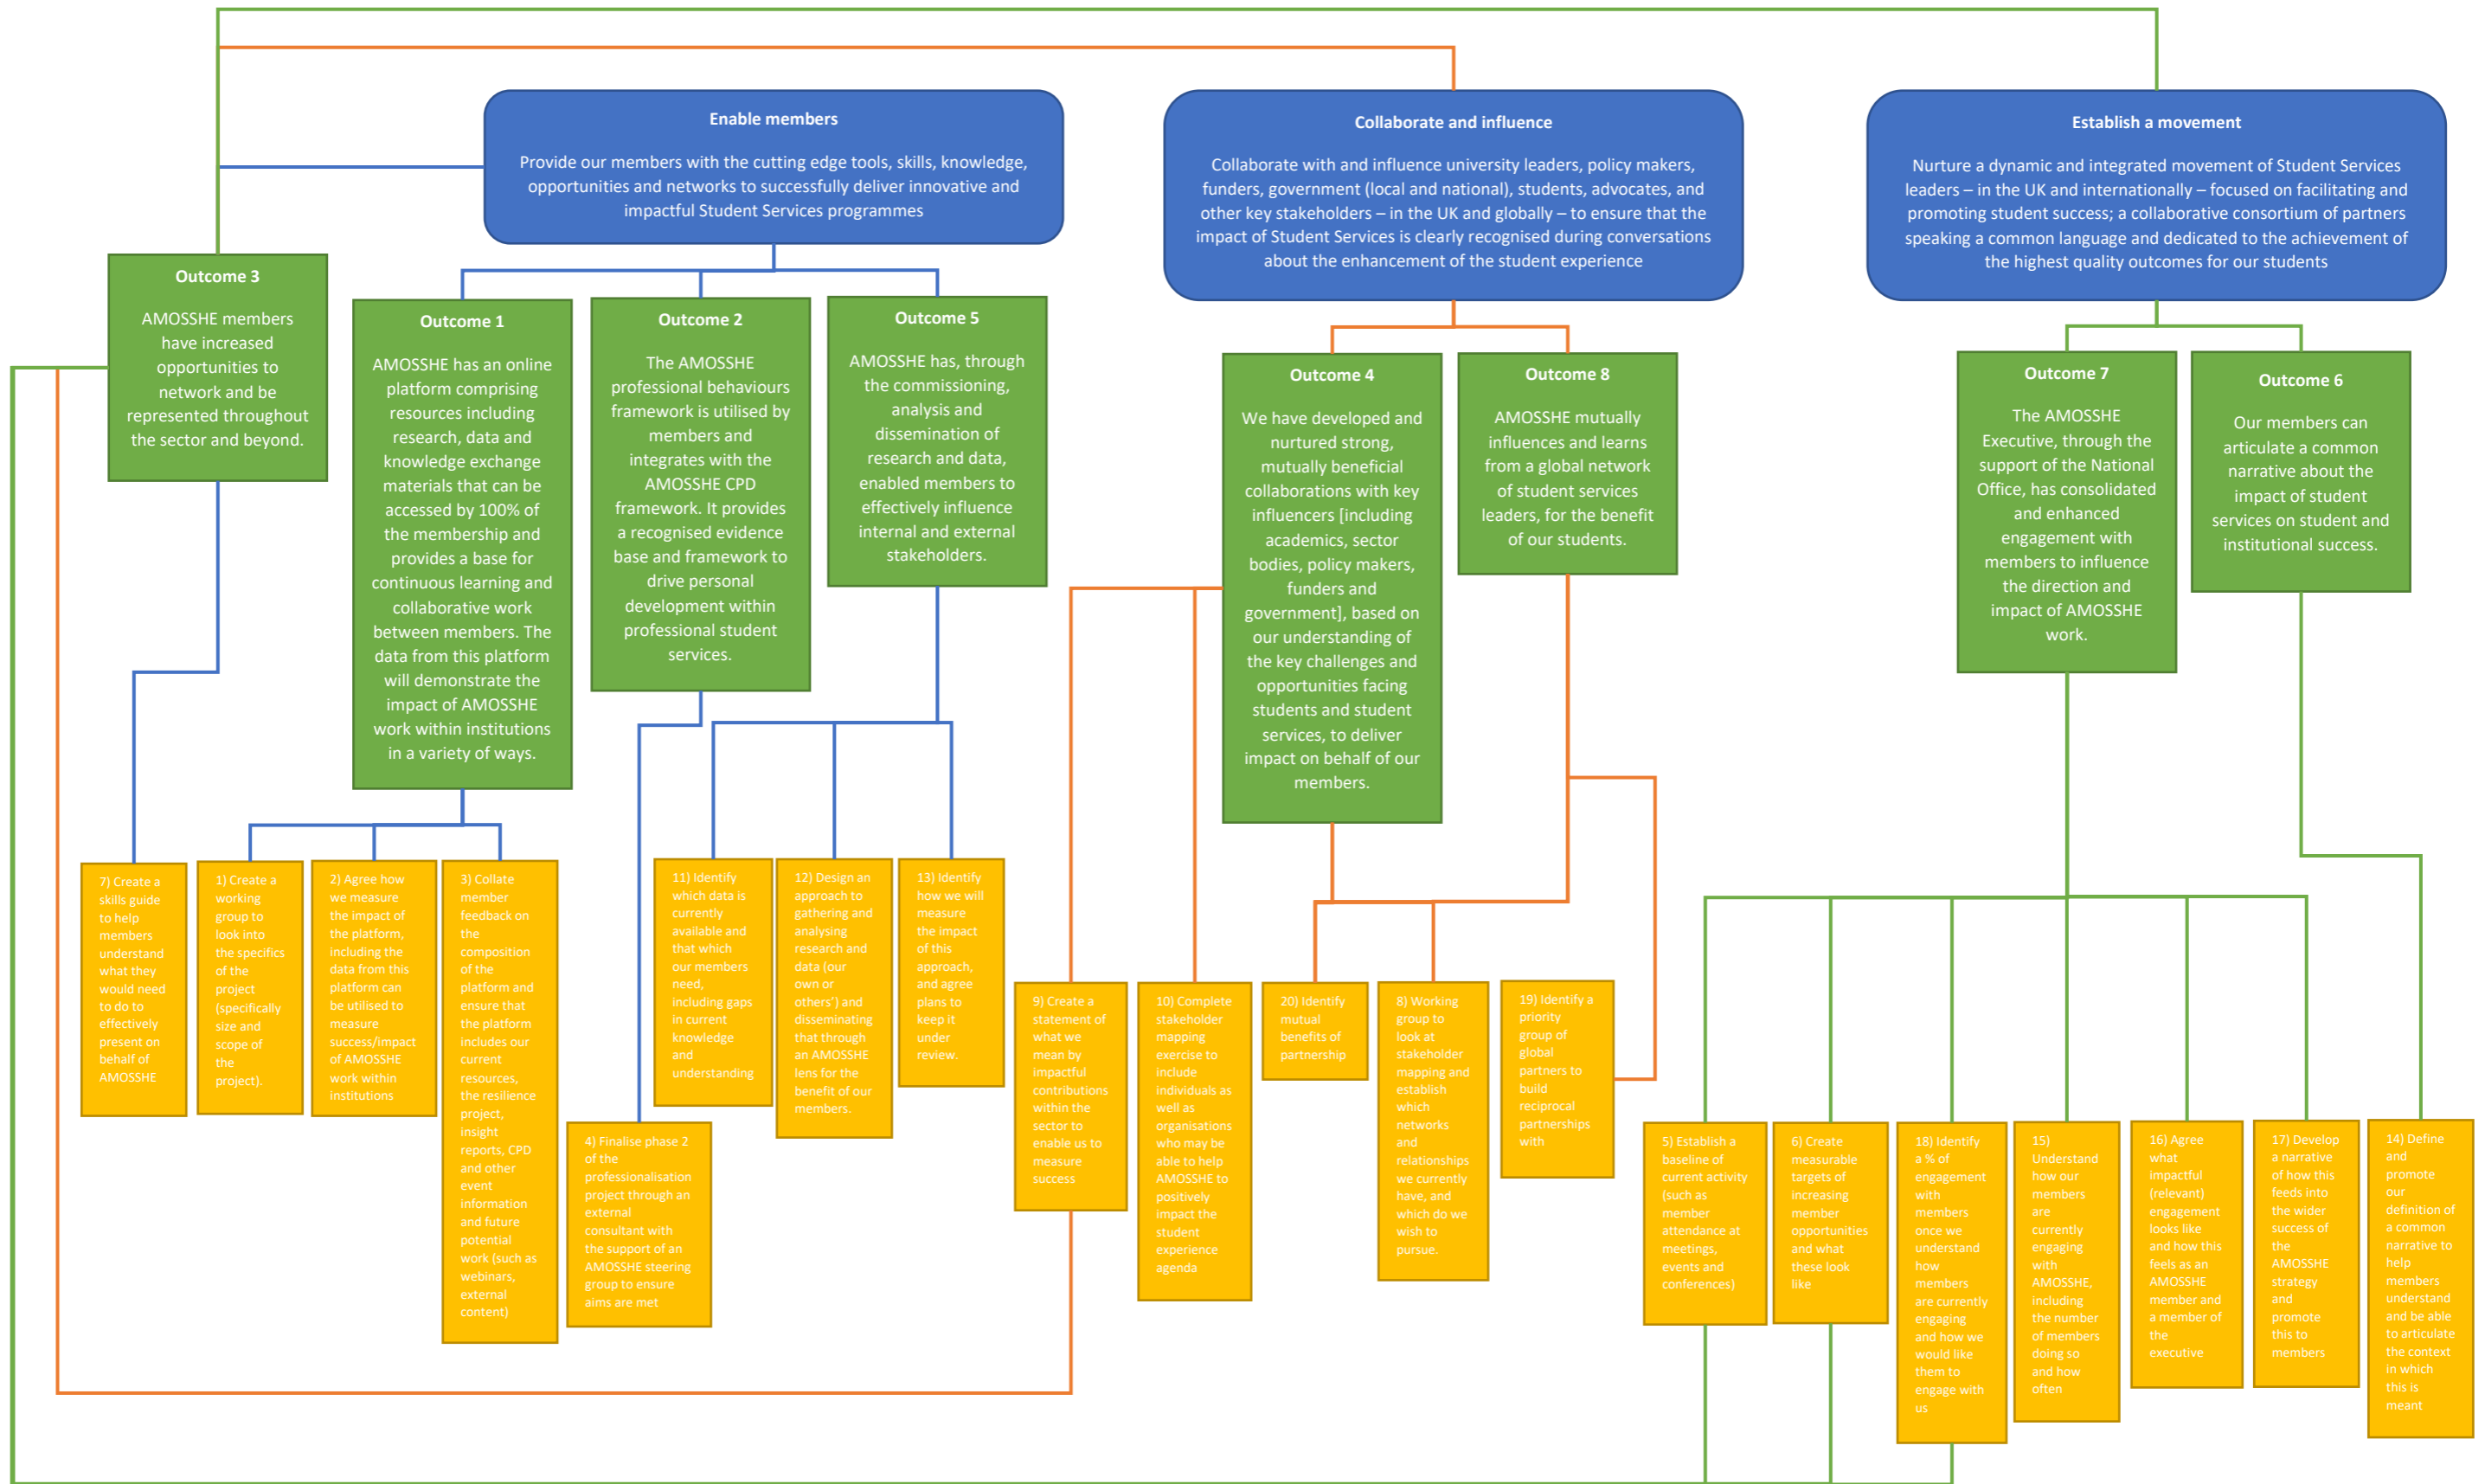 Enable members
Provide our members with the cutting edge tools, skills, knowledge,
opportunities and networks to successfully deliver innovative and
impactful Student Services programmes
Collaborate and influence
Collaborate with and influence university leaders, policy makers,
funders, government (local and national), students, advocates, and
other key stakeholders – in the UK and globally – to ensure that the
impact of Student Services is clearly recognised during conversations
about the enhancement of the student experience
Establish a movement
Nurture a dynamic and integrated movement of Student Services
leaders – in the UK and internationally – focused on facilitating and
promoting student success; a collaborative consortium of partners
speaking a common language and dedicated to the achievement of
the highest quality outcomes for our students
Outcome 3
AMOSSHE members
have increased
opportunities to
network and be
represented throughout
the sector and beyond.
Outcome 1
AMOSSHE has an online
platform comprising
resources including
research, data and
knowledge exchange
materials that can be
accessed by 100% of
the membership and
provides a base for
continuous learning and
collaborative work
between members. The
data from this platform
will demonstrate the
impact of AMOSSHE
work within institutions
in a variety of ways.
Outcome 2
The AMOSSHE
professional behaviours
framework is utilised by
members and
integrates with the
AMOSSHE CPD
framework. It provides
a recognised evidence
base and framework to
drive personal
development within
professional student
services.
Outcome 5
AMOSSHE has, through
the commissioning,
analysis and
dissemination of
research and data,
enabled members to
effectively influence
internal and external
stakeholders.
Outcome 4
We have developed and
nurtured strong,
mutually beneficial
collaborations with key
influencers [including
academics, sector
bodies, policy makers,
funders and
government], based on
our understanding of
the key challenges and
opportunities facing
students and student
services, to deliver
impact on behalf of our
members.
Outcome 8
AMOSSHE mutually
influences and learns
from a global network
of student services
leaders, for the benefit
of our students.
Outcome 7
The AMOSSHE
Executive, through the
support of the National
Office, has consolidated
and enhanced
engagement with
members to influence
the direction and
impact of AMOSSHE
work.
Outcome 6
Our members can
articulate a common
narrative about the
impact of student
services on student and
institutional success.
7) Create a
skills guide
to help
members
understand
what they
would need
to do to
effectively
present on
behalf of
AMOSSHE
1) Create a
working
group to
look into
the specifics
of the
project
(specifically
size and
scope of
the
project).
2) Agree how
we measure
the impact of
the platform,
including the
data from this
platform can
be utilised to
measure
success/impact
of AMOSSHE
work within
institutions
3) Collate
member
feedback on
the
composition
of the
platform and
ensure that
the platform
includes our
current
resources,
the resilience
project,
insight
reports, CPD
and other
event
information
and future
potential
work (such as
webinars,
external
content)
4) Finalise phase 2
of the
professionalisation
project through an
external
consultant with
the support of an
AMOSSHE steering
group to ensure
aims are met
11) Identify
which data is
currently
available and
that which
our members
need,
including gaps
in current
knowledge
and
understanding
12) Design an
approach to
gathering and
analysing
research and
data (our
own or
others’) and
disseminating
that through
an AMOSSHE
lens for the
benefit of our
members.
13) Identify
how we will
measure
the impact
of this
approach,
and agree
plans to
keep it
under
review.
9) Create a
statement of
what we
mean by
impactful
contributions
within the
sector to
enable us to
measure
success
10) Complete
stakeholder
mapping
exercise to
include
individuals as
well as
organisations
who may be
able to help
AMOSSHE to
positively
impact the
student
experience
agenda
20) Identify
mutual
benefits of
partnership
8) Working
group to
look at
stakeholder
mapping and
establish
which
networks
and
relationships
we currently
have, and
which do we
wish to
pursue.
19) Identify a
priority
group of
global
partners to
build
reciprocal
partnerships
with
5) Establish a
baseline of
current activity
(such as
member
attendance at
meetings,
events and
conferences)
6) Create
measurable
targets of
increasing
member
opportunities
and what
these look
like
18) Identify
a % of
engagement
with
members
once we
understand
how
members
are currently
engaging
and how we
would like
them to
engage with
us
15)
Understand
how our
members
are
currently
engaging
with
AMOSSHE,
including
the number
of members
doing so
and how
often
16) Agree
what
impactful
(relevant)
engagement
looks like
and how this
feels as an
AMOSSHE
member and
a member of
the
executive
17) Develop
a narrative
of how this
feeds into
the wider
success of
the
AMOSSHE
strategy
and
promote
this to
members
14) Define
and
promote
our
definition of
a common
narrative to
help
members
understand
and be able
to articulate
the context
in which
this is
meant